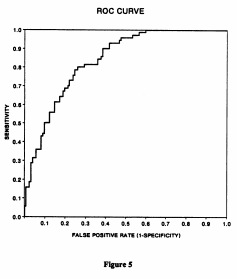 ROC CURVE
1.0
0.9
0.8
0.7
0.6
0.5
0.4
0.3
0.2
0.1
0.0
SENSITIVITY
0.1 0.2 0.3 0.4 0.5 0.6 0.7 0.8 0.9 1.0
FALSE POSITIVE RATE (1-SPECIFICITY)
Figure 5